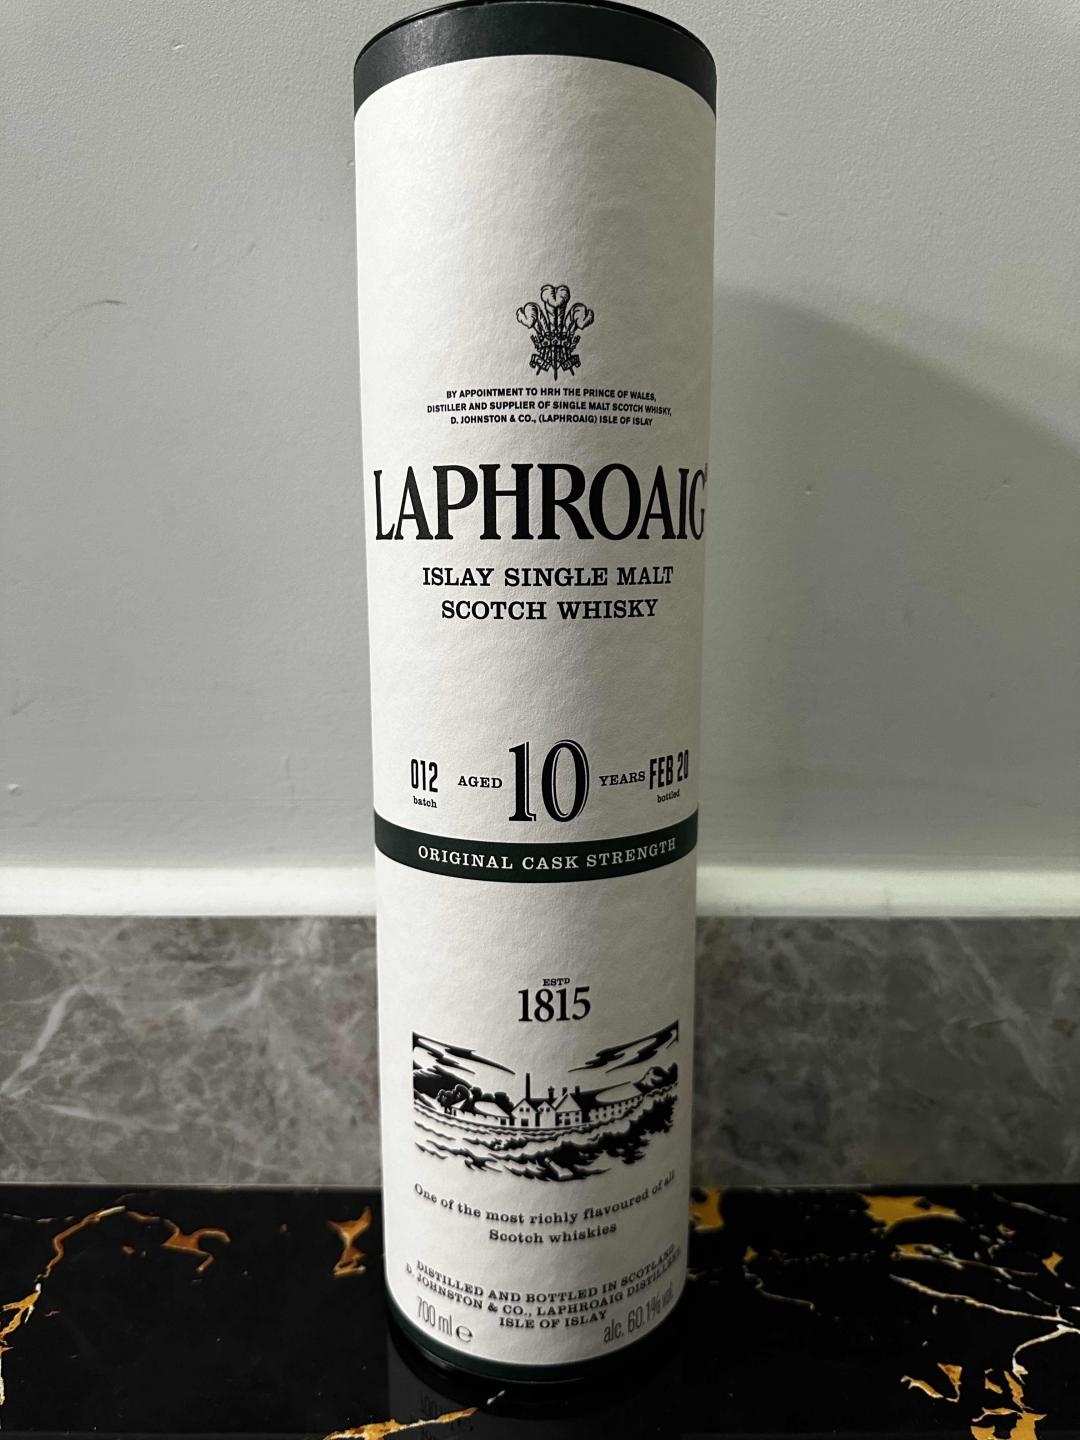 BY APPOINTMENT TO HRH THE PRINCE OF WALES,
DISTILLER AND SUPPLIER OF SINGLE MALT SCOTCH WHISKY,
D. JOHNSTON & CO., (LAPHROAIG) ISLE OF ISLAY
LAPHROAIG
ISLAY SINGLE MALT
SCOTCH WHISKY
012 AGED 10 YEARS FEB 20
batch bottled
ORIGINAL CASK STRENGTH
ESTD
1815
One of the most richly flavoured of all
Scotch whiskies
DISTILLED AND BOTTLED IN SCOTLAND
D. JOHNSTON & CO., LAPHROAIG DISTILLERY,
ISLE OF ISLAY
700 ml e alc. 60.1% vol.